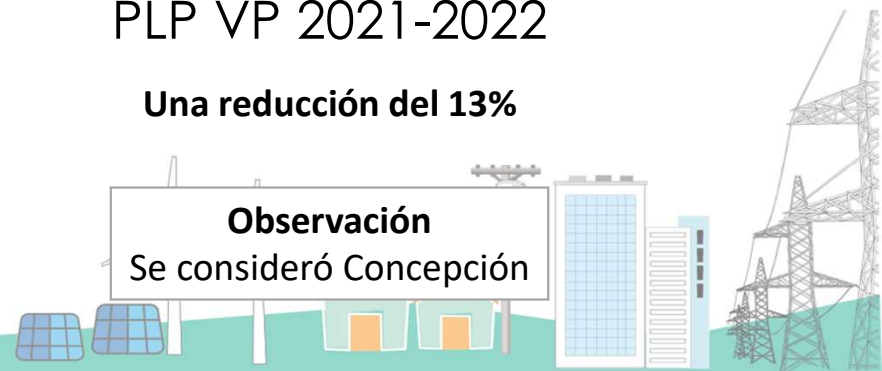 PLP VP 2021-2022
Una reducción del 13%
Observación
Se consideró Concepción